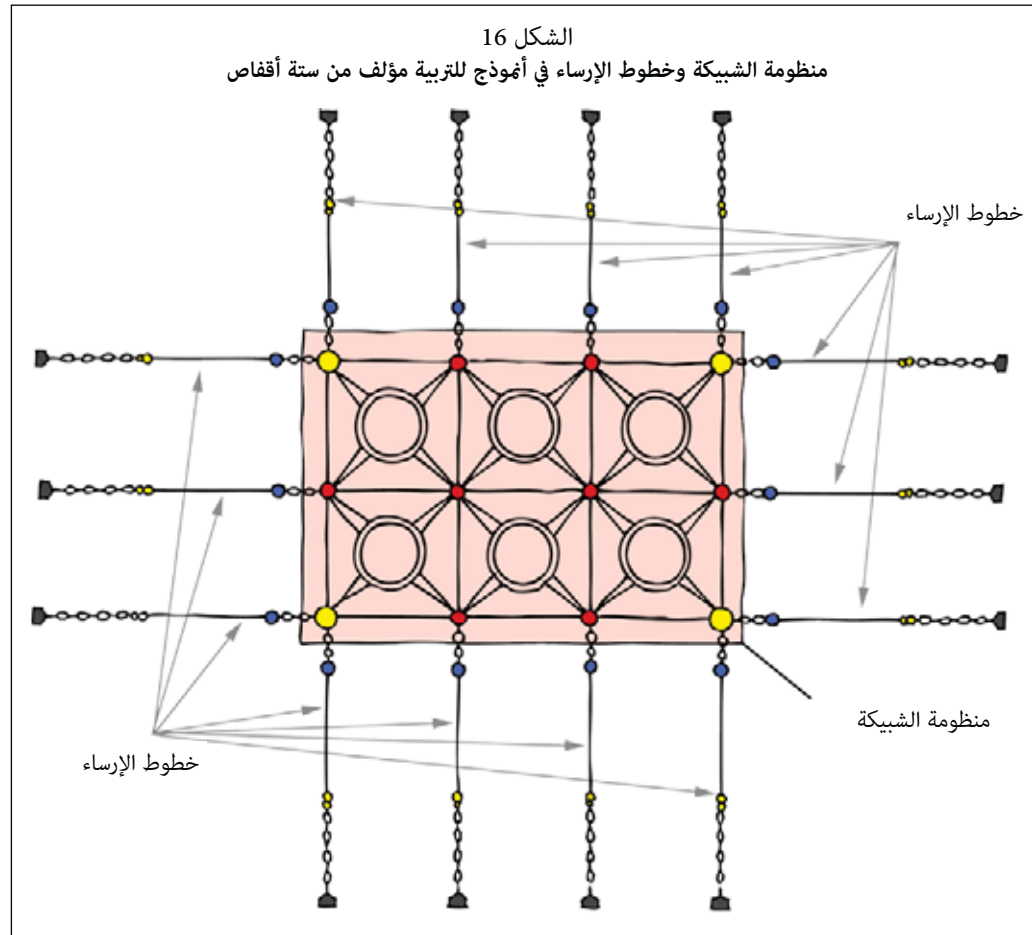 الشكل 16
منظومة الشبيكة وخطوط الإرساء في أنموذج للتربية مؤلف من ستة أقفاص
خطوط الإرساء
منظومة الشبيكة
خطوط الإرساء